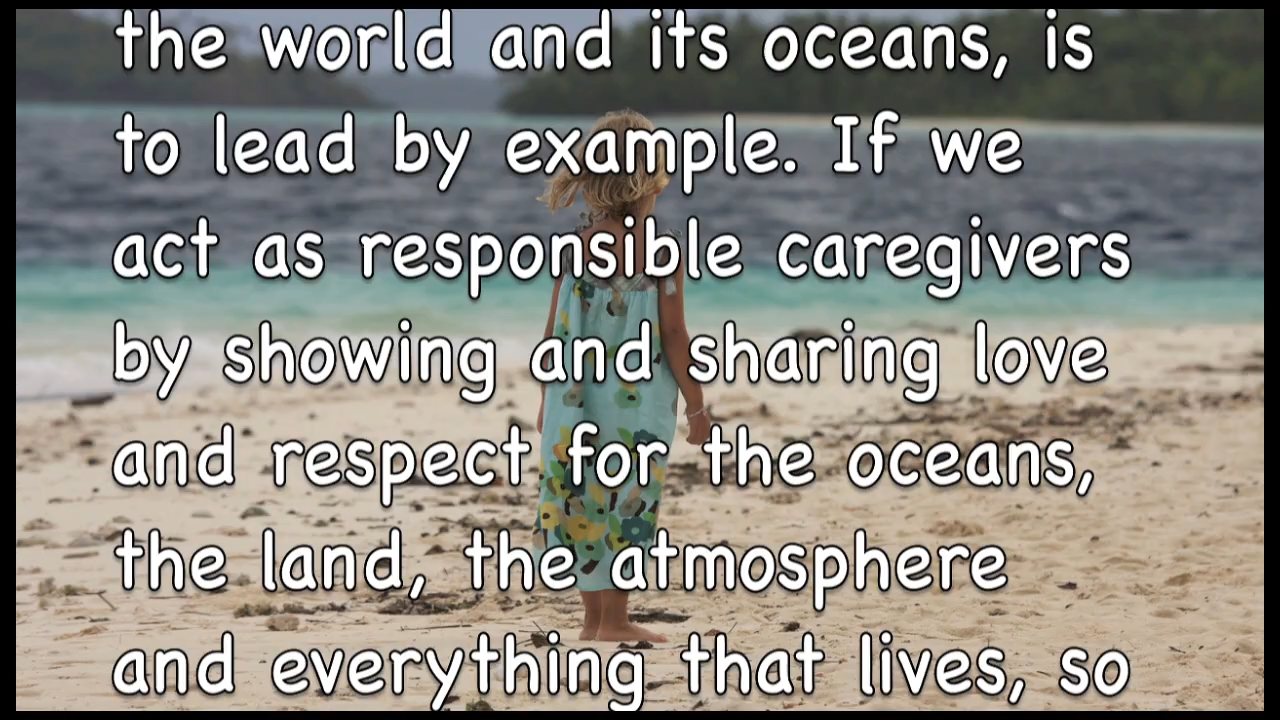 the world and its oceans, is
to lead by example. If we
act as responsible caregivers
by showing and sharing love
and respect for the oceans,
the land, the atmosphere
and everything that lives, so